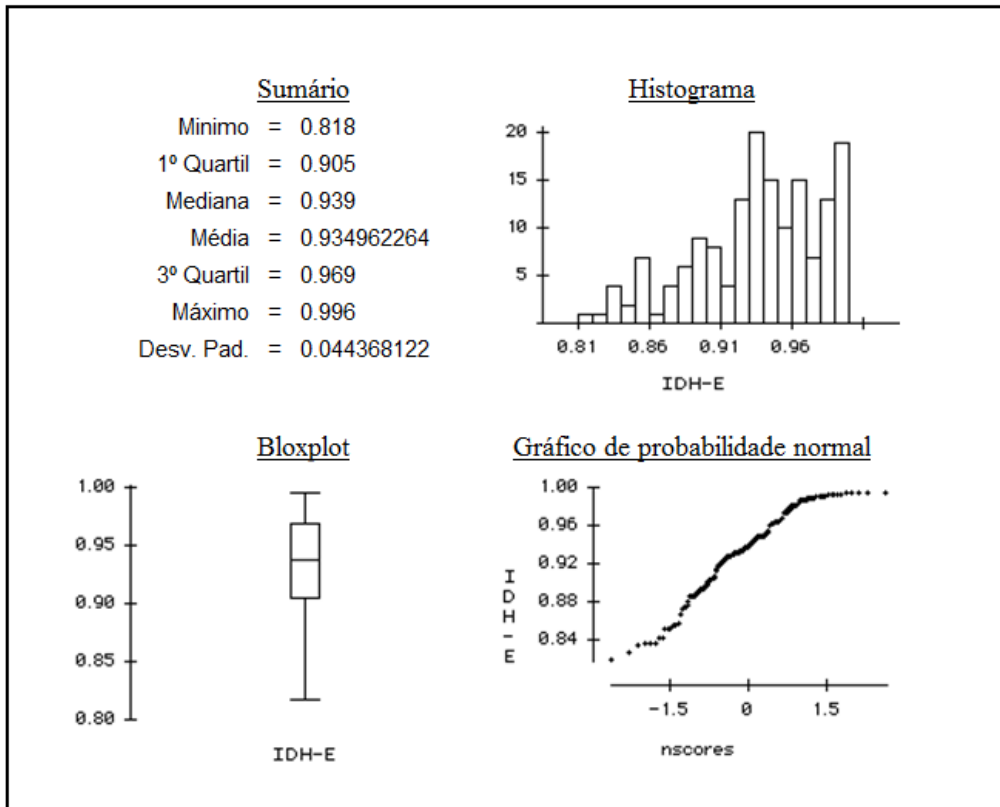 Sumário
Minimo = 0.818
1º Quartil = 0.905
Mediana = 0.939
Média = 0.934962264
3º Quartil = 0.969
Máximo = 0.996
Desv. Pad. = 0.044368122
Histograma
20
15
10
5
0.81 0.86 0.91 0.96
IDH-E
Bloxplot
1.00
0.95
0.90
0.85
0.80
IDH-E
Gráfico de probabilidade normal
1.00
0.96
0.92
0.88
0.84
IDH-E
-1.5 0 1.5
nscores